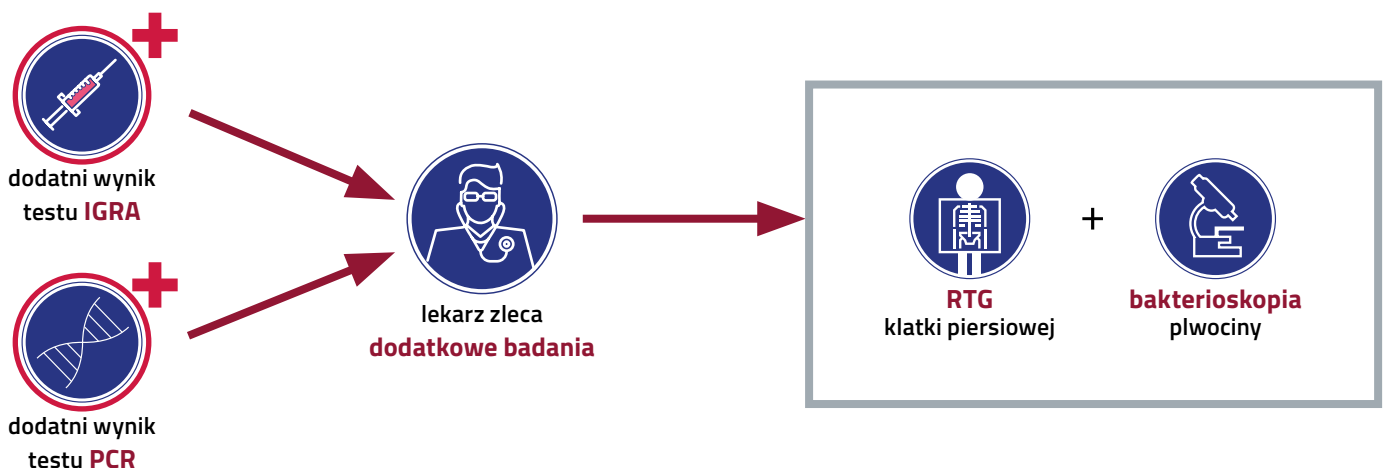 dodatni wynik
testu IGRA
dodatni wynik
testu PCR
lekarz zleca
dodatkowe badania
RTG
klatki piersiowej
+
bakterioskopia
plwociny